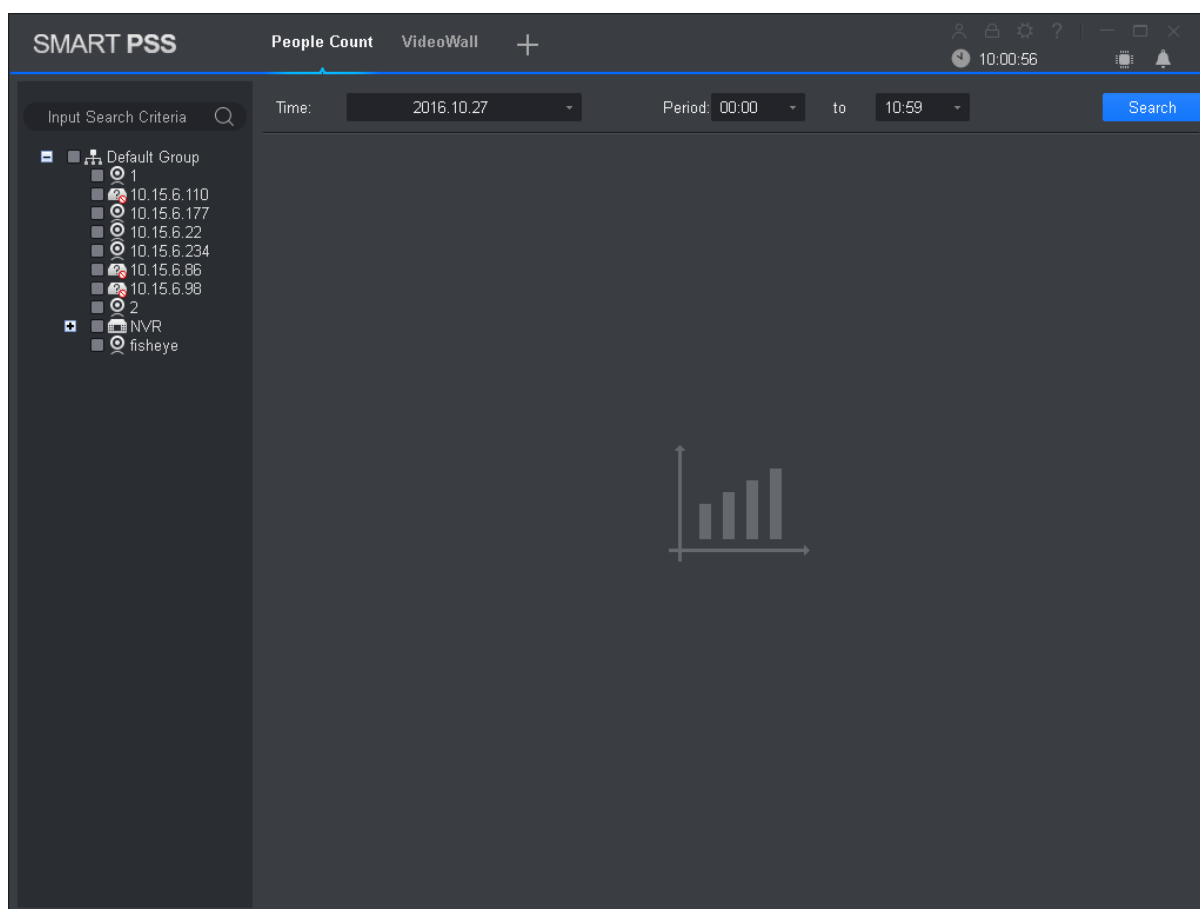 SMART PSS
People Count
VideoWall
10:00:56
Input Search Criteria
Time:
2016.10.27
Period: 00:00
to
10:59
Search
Default Group
1
10.15.6.110
10.15.6.177
10.15.6.22
10.15.6.234
10.15.6.86
10.15.6.98
2
NVR
fisheye